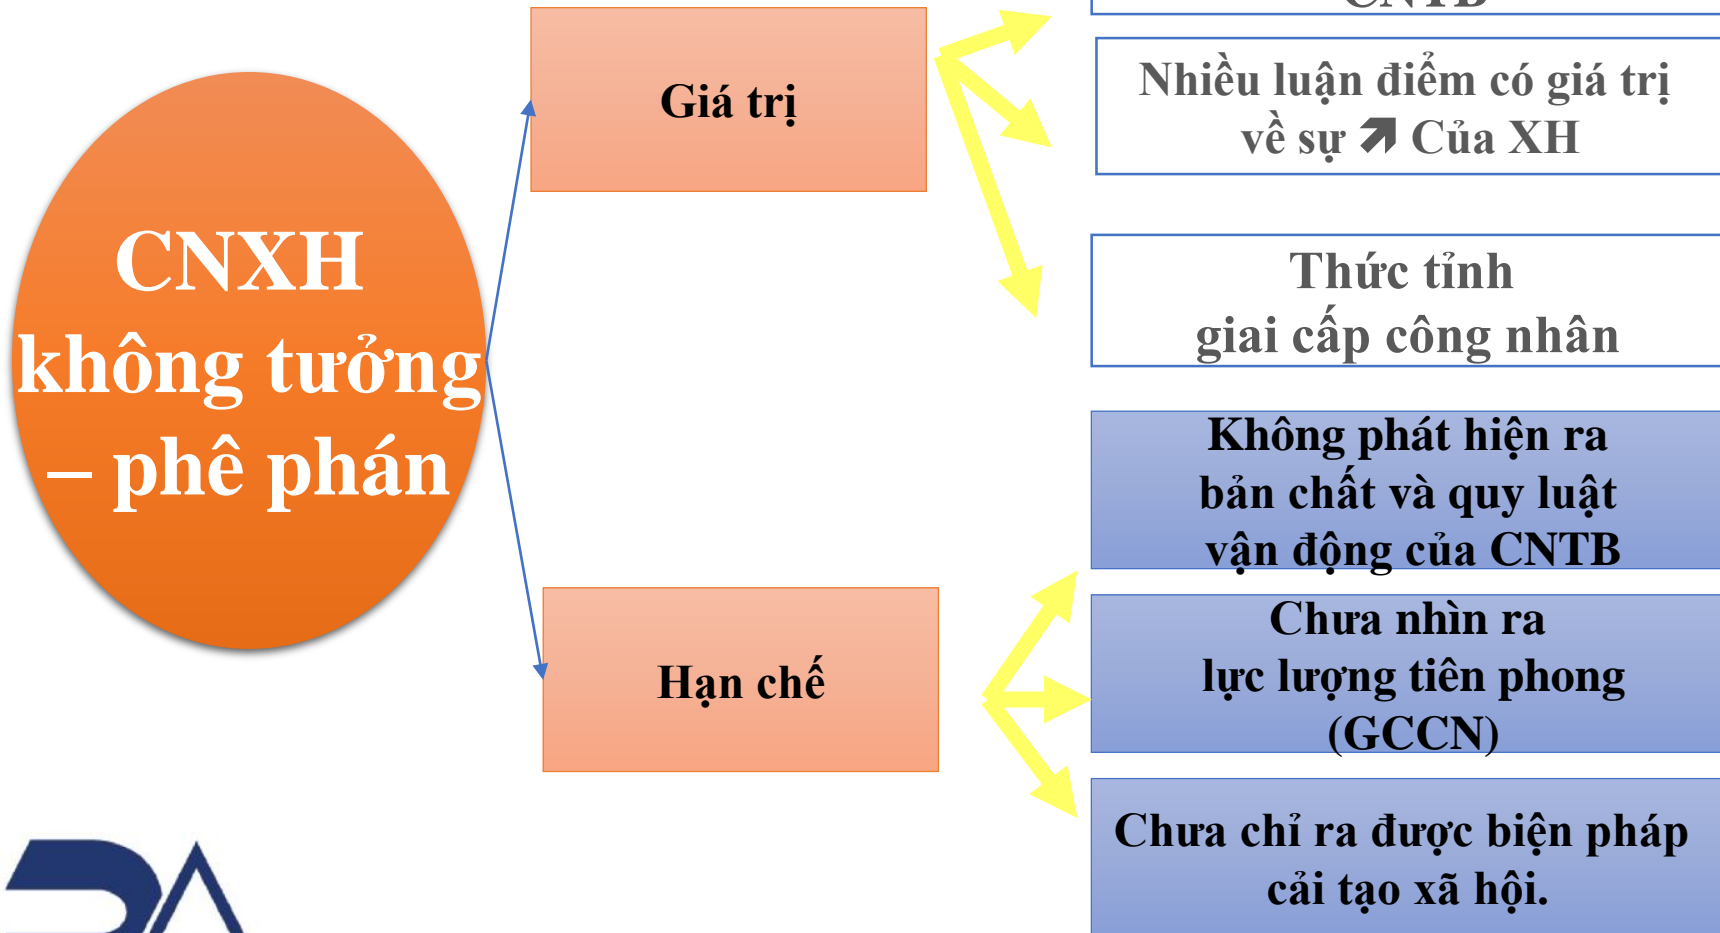 CNXH
không tưởng
– phê phán
Giá trị
CNTB
Nhiều luận điểm có giá trị
về sự ↗ Của XH
Thức tỉnh
giai cấp công nhân
Hạn chế
Không phát hiện ra
bản chất và quy luật
vận động của CNTB
Chưa nhìn ra
lực lượng tiên phong
(GCCN)
Chưa chỉ ra được biện pháp
cải tạo xã hội.